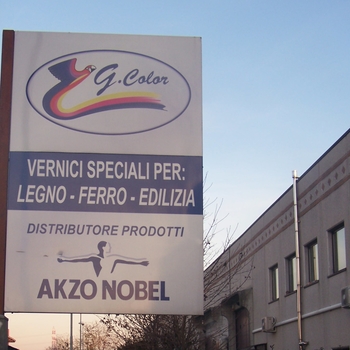 G.Color
VERNICI SPECIALI PER:
LEGNO - FERRO - EDILIZIA
DISTRIBUTORE PRODOTTI
AKZO NOBEL